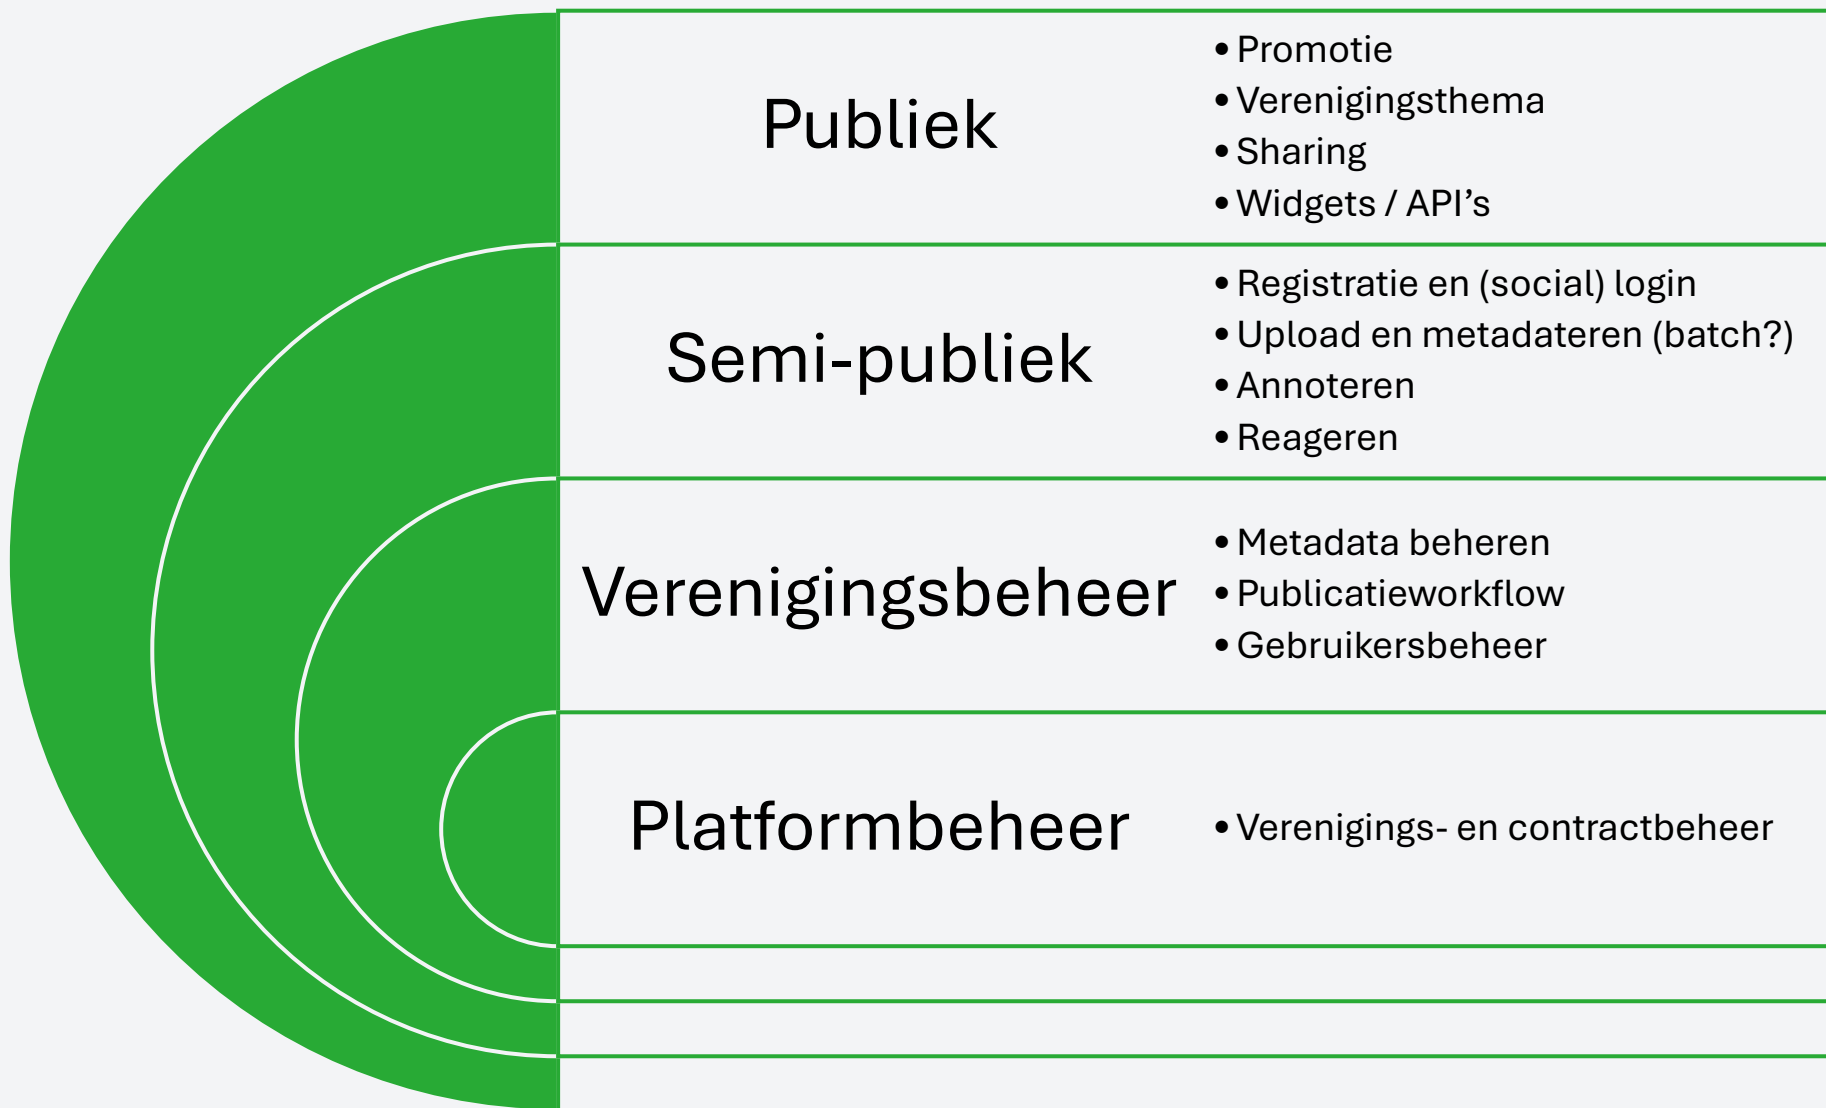 Publiek
• Promotie
• Verenigingsthema
• Sharing
• Widgets / API’s
Semi-publiek
• Registratie en (social) login
• Upload en metadateren (batch?)
• Annoteren
• Reageren
Verenigingsbeheer
• Metadata beheren
• Publicatieworkflow
• Gebruikersbeheer
Platformbeheer
• Verenigings- en contractbeheer